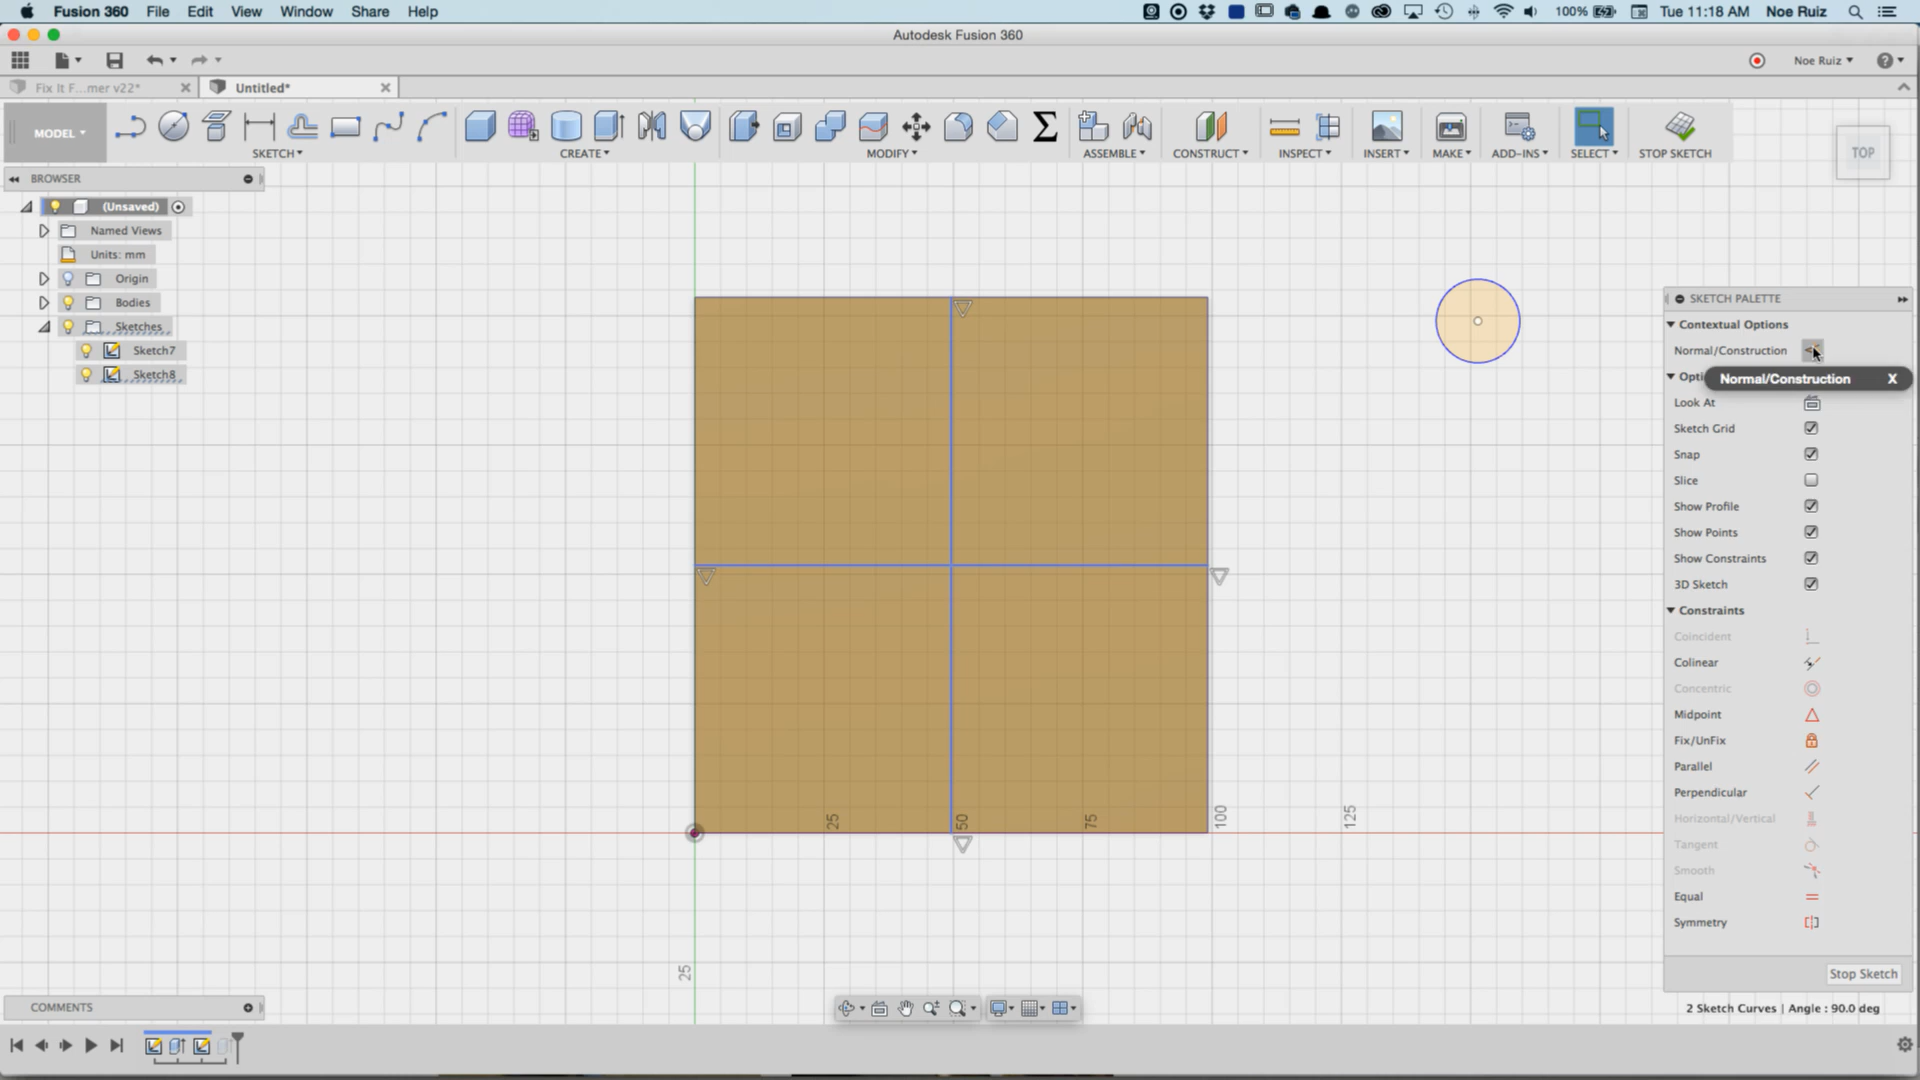 Fusion 360 File Edit View Window Share Help 100% Tue 11:18 AM Noe Ruiz
Autodesk Fusion 360
Noe Ruiz
Fix It F...mer v22* Untitled*
MODEL SKETCH CREATE MODIFY ASSEMBLE CONSTRUCT INSPECT INSERT MAKE ADD-INS SELECT STOP SKETCH
TOP
BROWSER
(Unsaved)
Named Views
Units: mm
Origin
Bodies
Sketches
Sketch7
Sketch8
25
50
75
100
125
25
SKETCH PALETTE
Contextual Options
Normal/Construction
Opti
Normal/Construction X
Look At
Sketch Grid
Snap
Slice
Show Profile
Show Points
Show Constraints
3D Sketch
Constraints
Coincident
Colinear
Concentric
Midpoint
Fix/UnFix
Parallel
Perpendicular
Horizontal/Vertical
Tangent
Smooth
Equal
Symmetry
Stop Sketch
COMMENTS
2 Sketch Curves | Angle : 90.0 deg